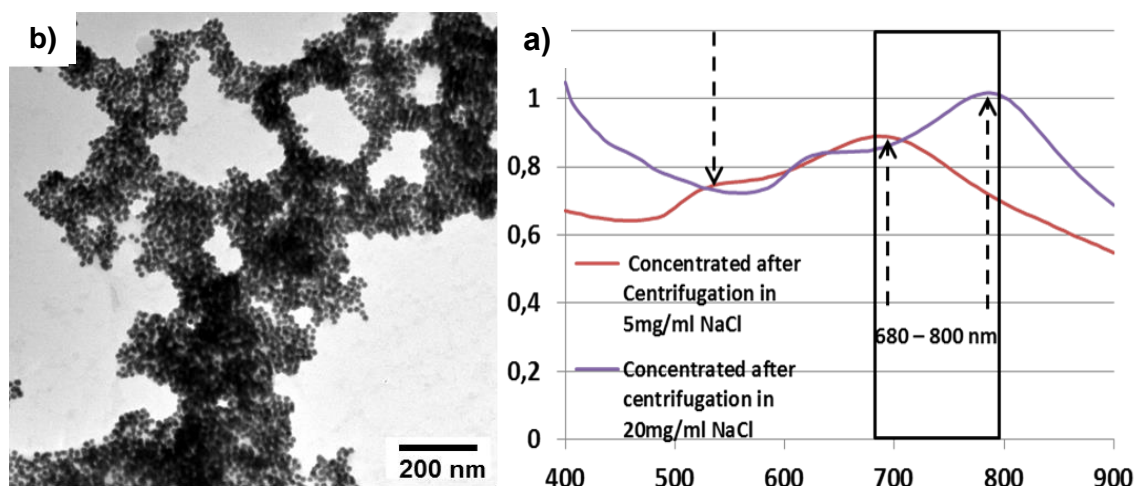 b)
200 nm
a)
1
0,8
0,6
0,4
0,2
0
Concentrated after
Centrifugation in
5mg/ml NaCl
Concentrated after
centrifugation in
20mg/ml NaCl
680 – 800 nm
400 500 600 700 800 900